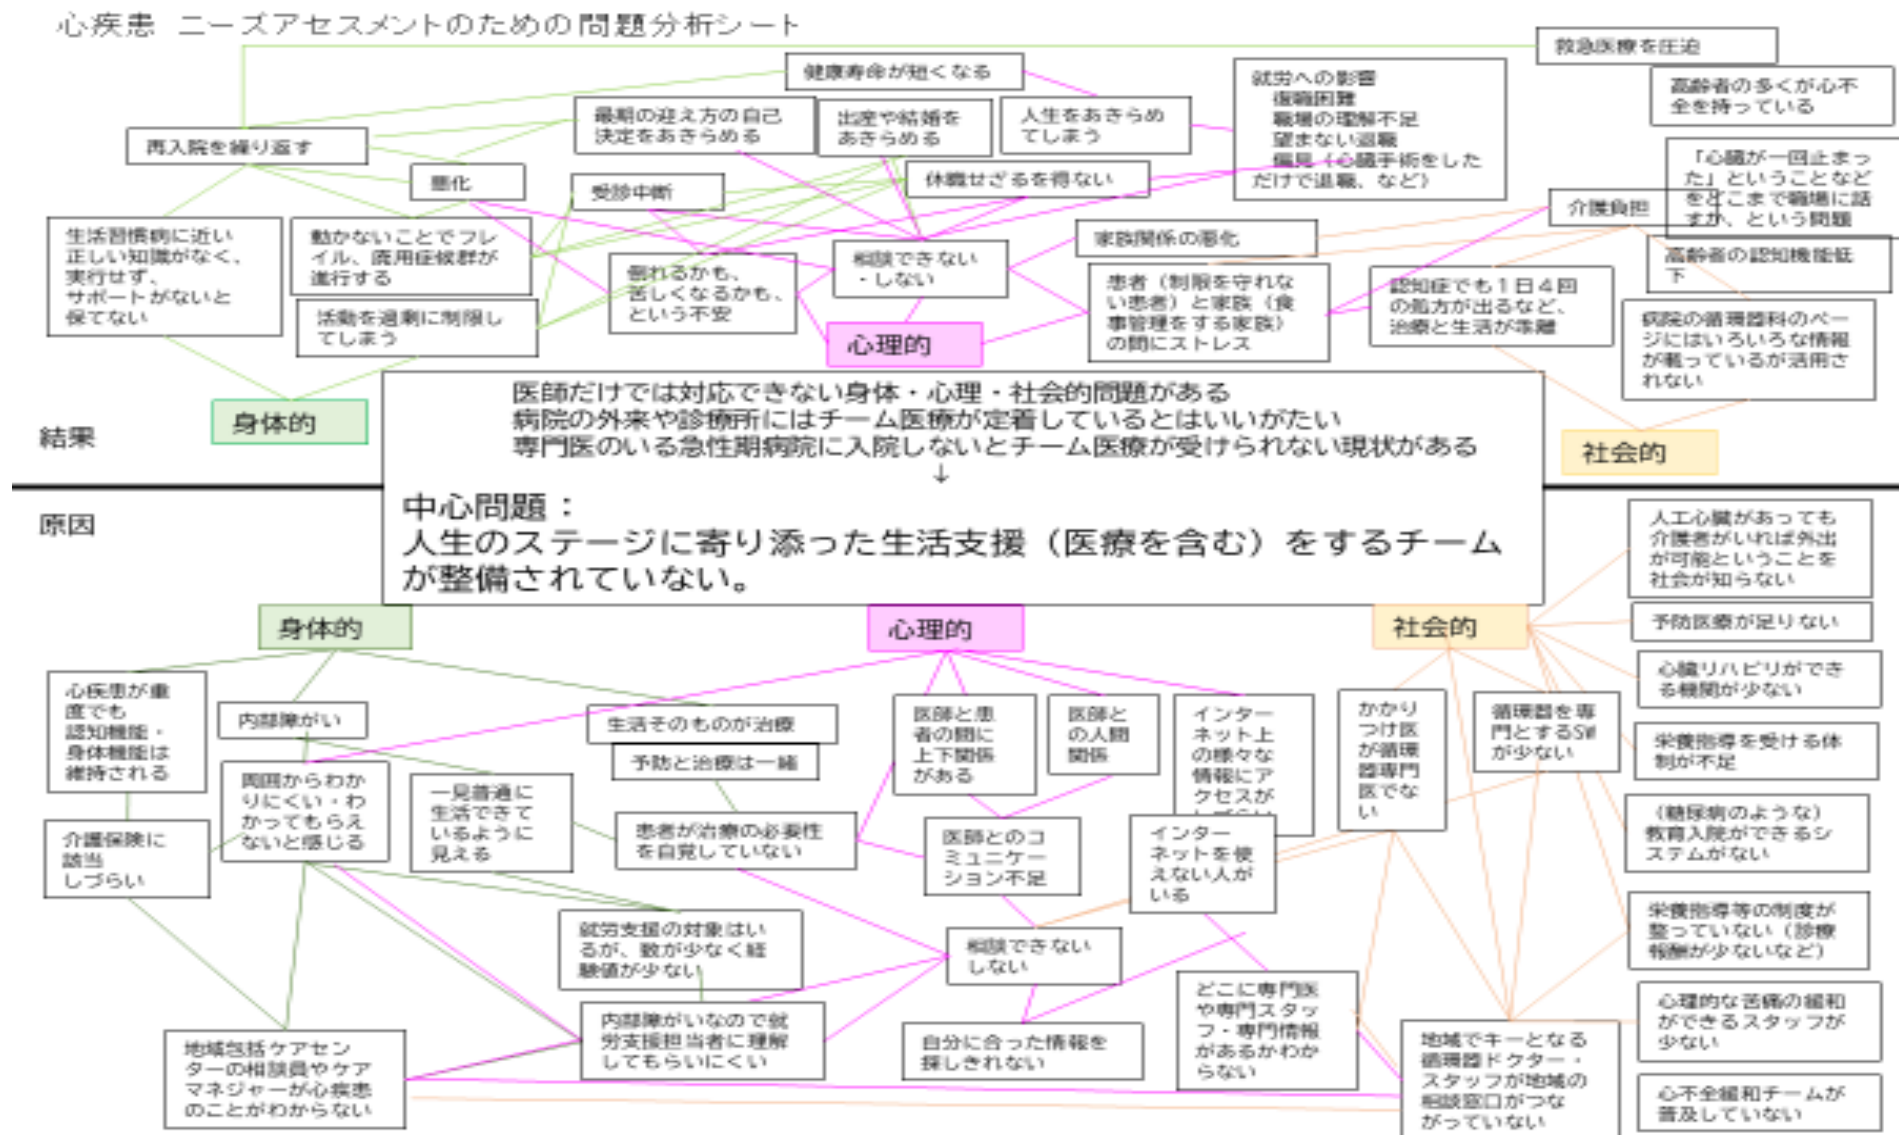 心疾患 ニーズアセスメントのための問題分析シート
救急医療を圧迫
健康寿命が短くなる
就労への影響
復職困難
職場の理解不足
望まない退職
偏見（心臓手術をした
だけで退職、など）
高齢者の多くが心不
全を持っている
最期の迎え方の自己
決定をあきらめる
出産や結婚を
あきらめる
人生をあきらめ
てしまう
再入院を繰り返す
悪化
受診中断
休職せざるを得ない
「心臓が一回止まっ
た」ということなど
をどこまで職場に話
すか、という問題
介護負担
生活習慣病に近い
正しい知識がなく、
実行せず、
サポートがないと
保てない
動かないことでフレ
イル、廃用症候群が
進行する
倒れるかも、
苦しくなるかも、
という不安
相談できない
・しない
家族関係の悪化
高齢者の認知機能低
下
活動を過剰に制限し
てしまう
患者（制限を守れな
い患者）と家族（食
事管理をする家族）
の間にストレス
認知症でも１日４回
の処方が出るなど、
治療と生活が乖離
病院の循環器科のペー
ジにはいろいろな情報
が載っているが活用さ
れない
心理的
身体的
社会的
結果
医師だけでは対応できない身体・心理・社会的問題がある
病院の外来や診療所にはチーム医療が定着しているとはいいがたい
専門医のいる急性期病院に入院しないとチーム医療が受けられない現状がある
↓
中心問題：
人生のステージに寄り添った生活支援（医療を含む）をするチーム
が整備されていない。
原因
身体的
心理的
社会的
人工心臓があっても
介護者がいれば外出
が可能ということを
社会が知らない
予防医療が足りない
心臓リハビリができ
る機関が少ない
栄養指導を受ける体
制が不足
（糖尿病のような）
教育入院ができるシ
ステムがない
栄養指導等の制度が
整っていない（診療
報酬が少ないなど）
心理的な苦痛の緩和
ができるスタッフが
少ない
心不全緩和チームが
普及していない
心疾患が重
度でも
認知機能・
身体機能は
維持される
内部障がい
生活そのものが治療
予防と治療は一緒
医師と患
者の間に
上下関係
がある
医師と
の人間
関係
インター
ネット上
の様々な
情報にア
クセスが
かかり
つけ医
が循環
器専門
医でな
い
循環器を専
門とするSW
が少ない
周囲からわか
りにくい・わ
かってもらえ
ないと感じる
一見普通に
生活できて
いるように
見える
介護保険に
該当
しづらい
患者が治療の必要性
を自覚していない
医師とのコ
ミュニケー
ション不足
インター
ネットを使
えない人が
いる
就労支援の対象はい
るが、数が少なく経
験値が少ない
相談できない
しない
内部障がいなので就
労支援担当者に理解
してもらいにくい
自分に合った情報を
探しきれない
どこに専門医
や専門スタッ
フ・専門情報
があるかわか
らない
地域包括ケアセン
ターの相談員やケア
マネジャーが心疾患
のことがわからない
地域でキーとなる
循環器ドクター・
スタッフが地域の
相談窓口がつな
がっていない